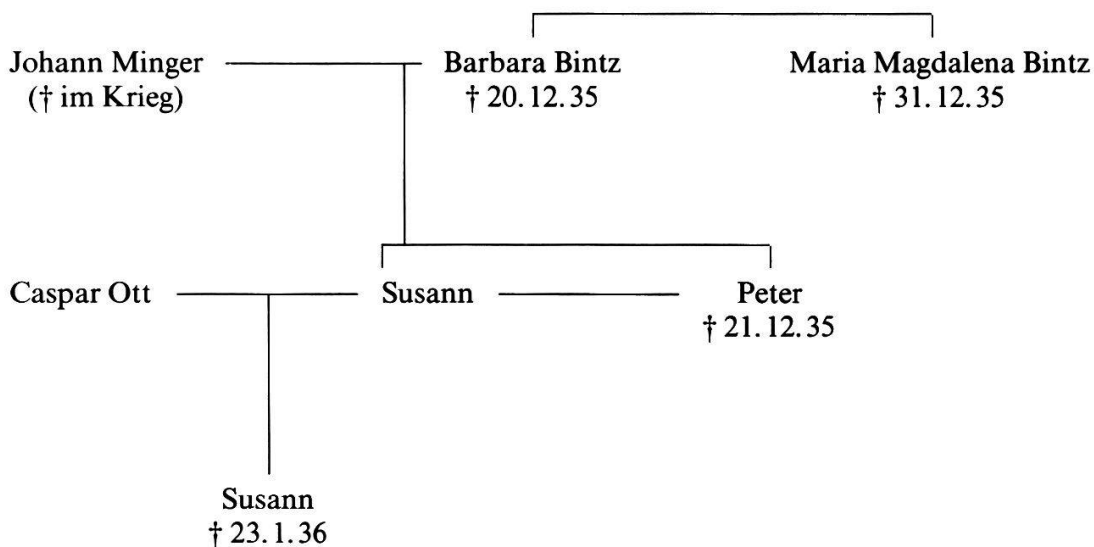 Johann Minger
Barbara Bintz
Maria Magdalena Bintz
(† im Krieg)
† 20.12.35
† 31.12.35
Caspar Ott
Susann
Peter
† 21.12.35
Susann
† 23.1.36